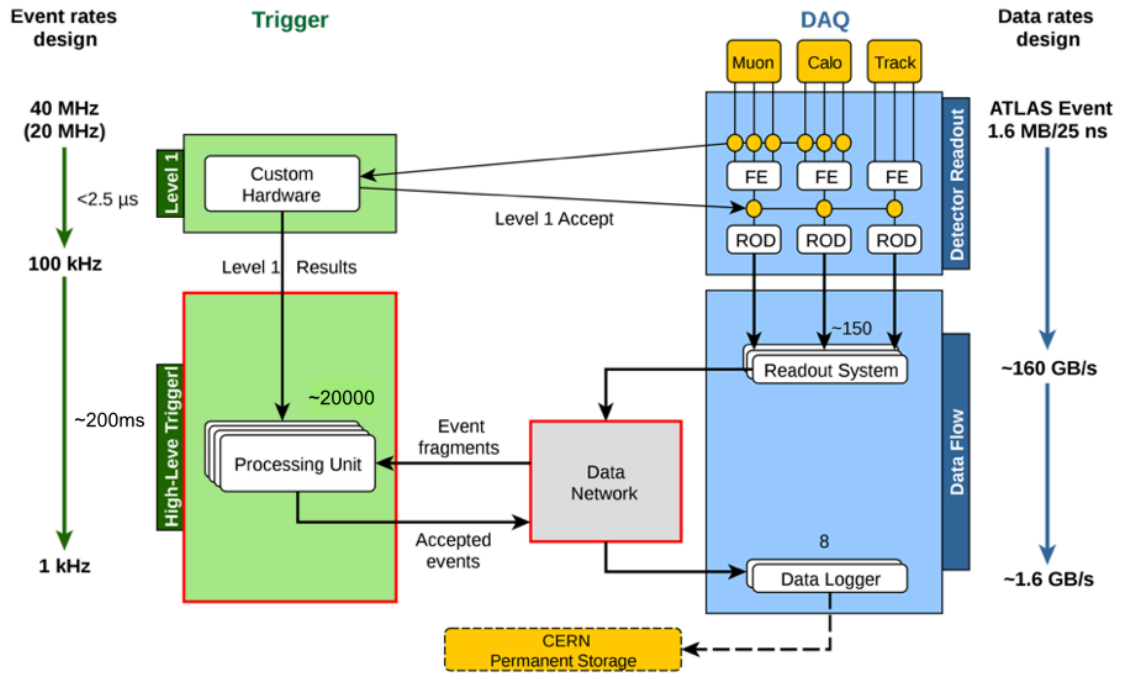 Event rates
design
Trigger
DAQ
Data rates
design
Muon
Calo
Track
40 MHz
(20 MHz)
ATLAS Event
1.6 MB/25 ns
Level 1
Custom
Hardware
<2.5 µs
FE
FE
FE
Detector Readout
Level 1 Accept
ROD
ROD
ROD
100 kHz
Level 1 Results
~150
Readout System
~160 GB/s
~20000
~200ms
High-Leve Triggerl
Processing Unit
Event
fragments
Data
Network
Data Flow
Accepted
events
8
1 kHz
Data Logger
~1.6 GB/s
CERN
Permanent Storage